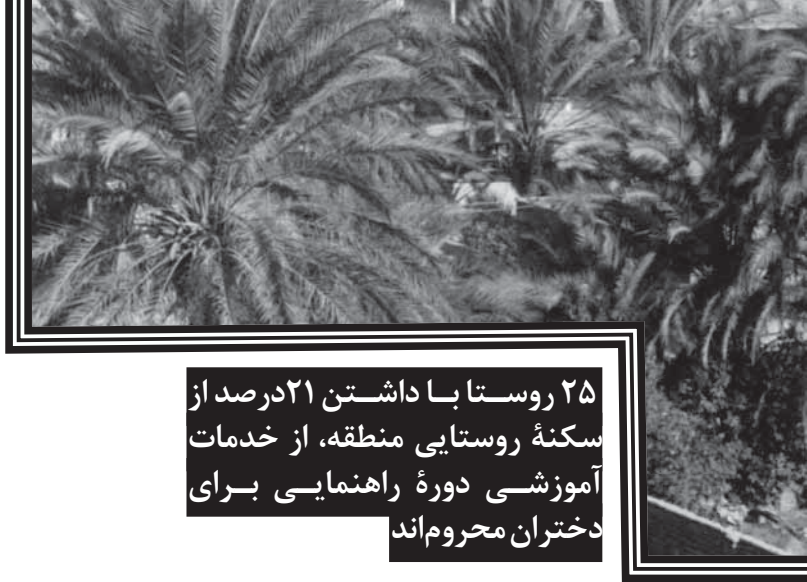 ۲۵ روستا با داشتن ۲۱درصد از
سکنهٔ روستایی منطقه، از خدمات
آموزشی دورهٔ راهنمایی برای
دختران محروم‌اند